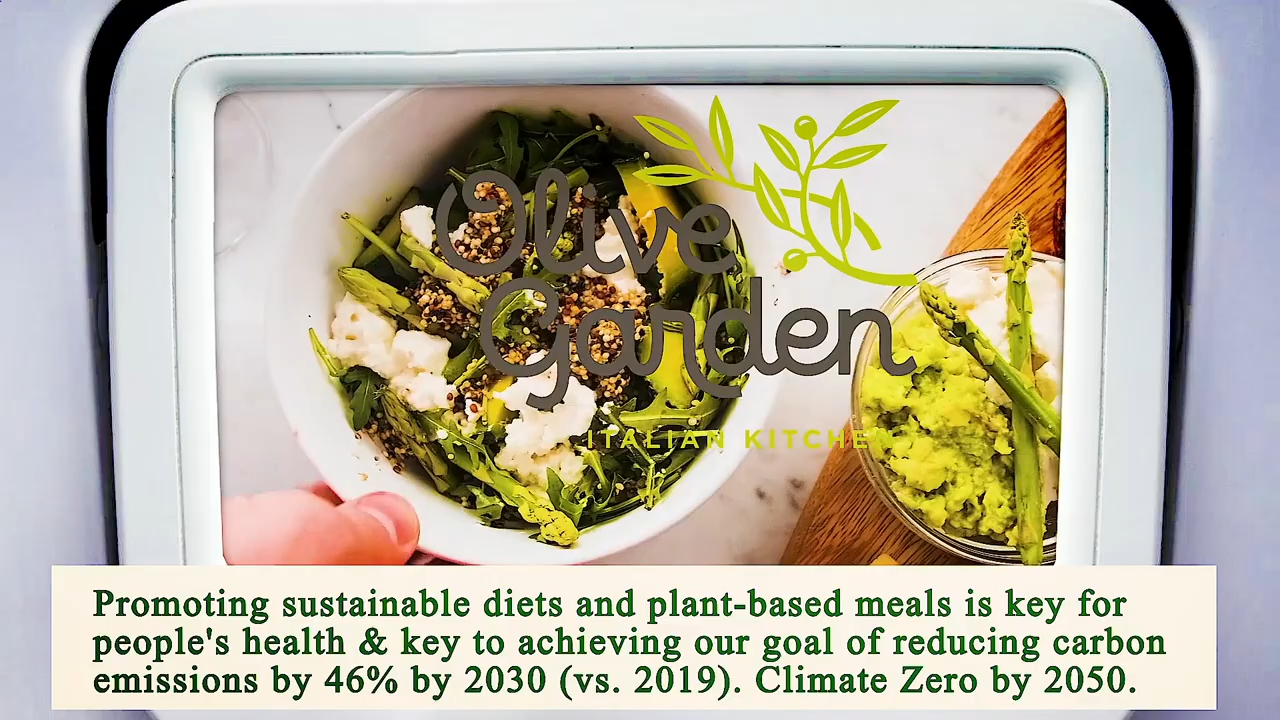 Olive
Garden
ITALIAN KITCHEN
Promoting sustainable diets and plant-based meals is key for
people's health & key to achieving our goal of reducing carbon
emissions by 46% by 2030 (vs. 2019). Climate Zero by 2050.